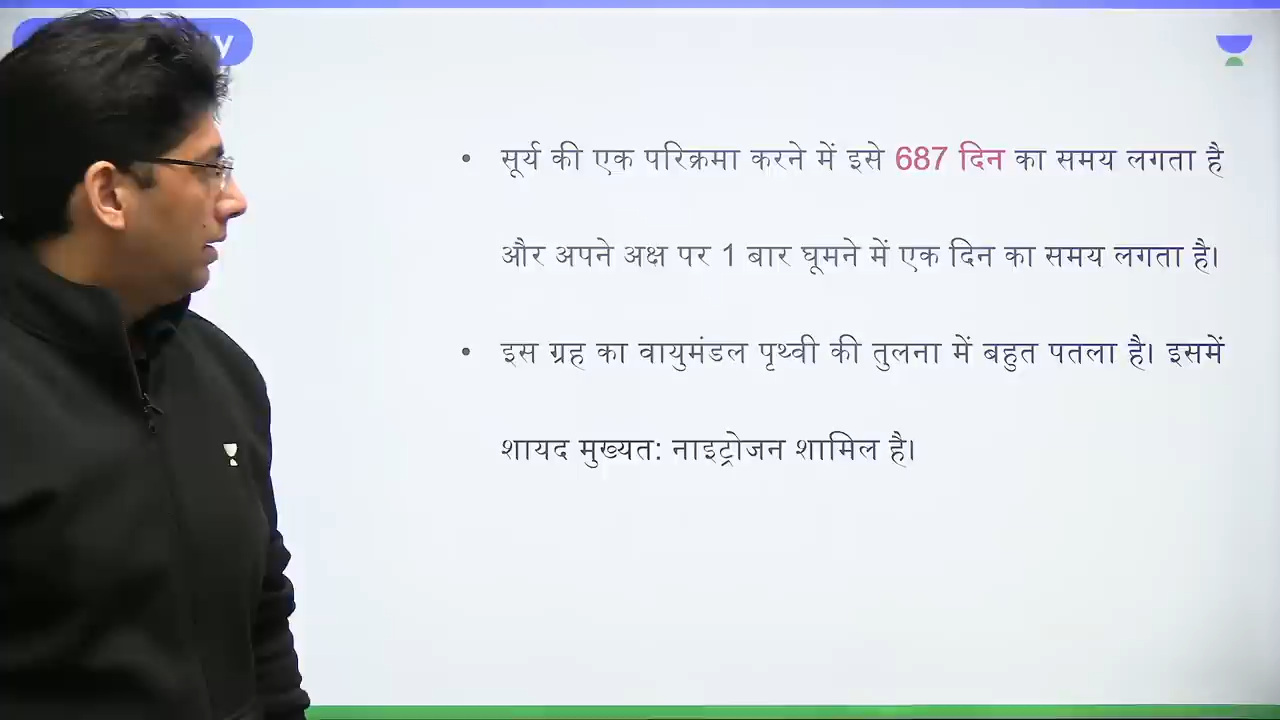 y
• सूर्य की एक परिक्रमा करने में इसे 687 दिन का समय लगता है
और अपने अक्ष पर 1 बार घूमने में एक दिन का समय लगता है।
• इस ग्रह का वायुमंडल पृथ्वी की तुलना में बहुत पतला है। इसमें
शायद मुख्यत: नाइट्रोजन शामिल है।